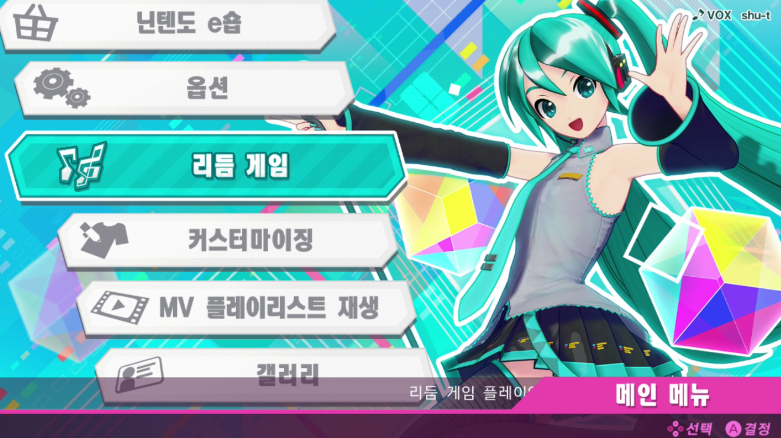 VOX shu-t
닌텐도 e숍
옵션
리듬 게임
커스터마이징
MV 플레이리스트 재생
갤러리
리듬 게임 플레이
메인 메뉴
선택 A 결정